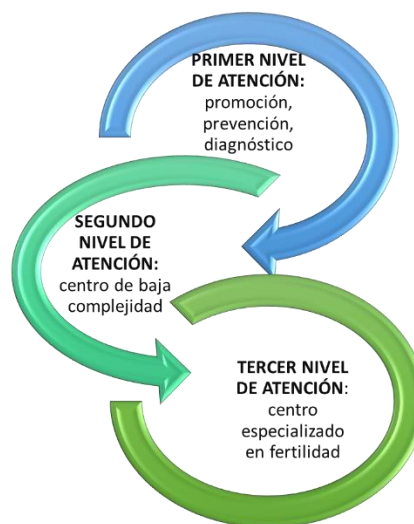 PRIMER NIVEL
DE ATENCIÓN:
promoción,
prevención,
diagnóstico
SEGUNDO
NIVEL DE
ATENCIÓN:
centro de baja
complejidad
TERCER NIVEL
DE ATENCIÓN:
centro
especializado
en fertilidad